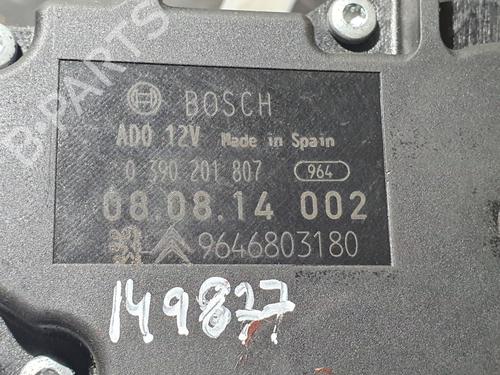 BOSCH
ADO 12V Made in Spain
0 390 201 807 964
08.08.14 002
9646803180
149827
B-PARTS